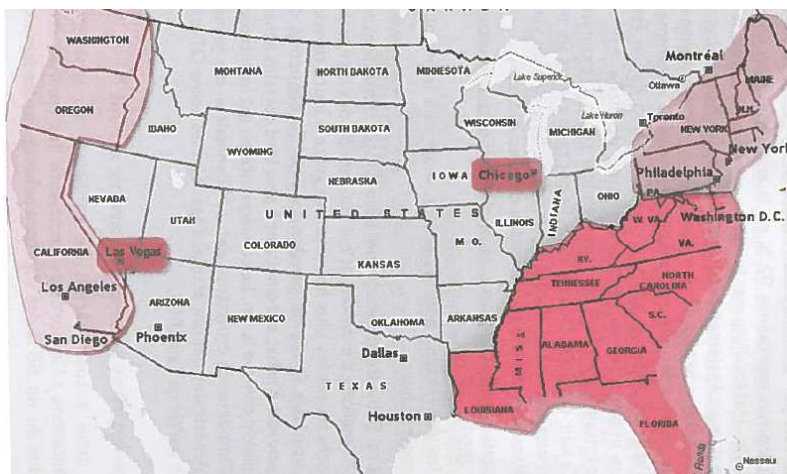 WASHINGTON
MONTANA
NORTH DAKOTA
MINNESOTA
Lake Superior
Montréal
Ottawa
MAINE
OREGON
IDAHO
SOUTH DAKOTA
WISCONSIN
Lake Huron
Toronto
MICHIGAN
NEW YORK
New York
WYOMING
IOWA
Chicago
Philadelphia
NEVADA
UTAH
NEBRASKA
ILLINOIS
INDIANA
OHIO
PA.
Washington D.C.
UNITED STATES
CALIFORNIA
Las Vegas
COLORADO
KANSAS
MO.
W. VA.
VA.
KY.
Los Angeles
ARIZONA
NEW MEXICO
OKLAHOMA
ARKANSAS
TENNESSEE
NORTH
CAROLINA
S.C.
San Diego
Phoenix
Dallas
MISS
ALABAMA
GEORGIA
TEXAS
Houston
LOUISIANA
FLORIDA
Nassau